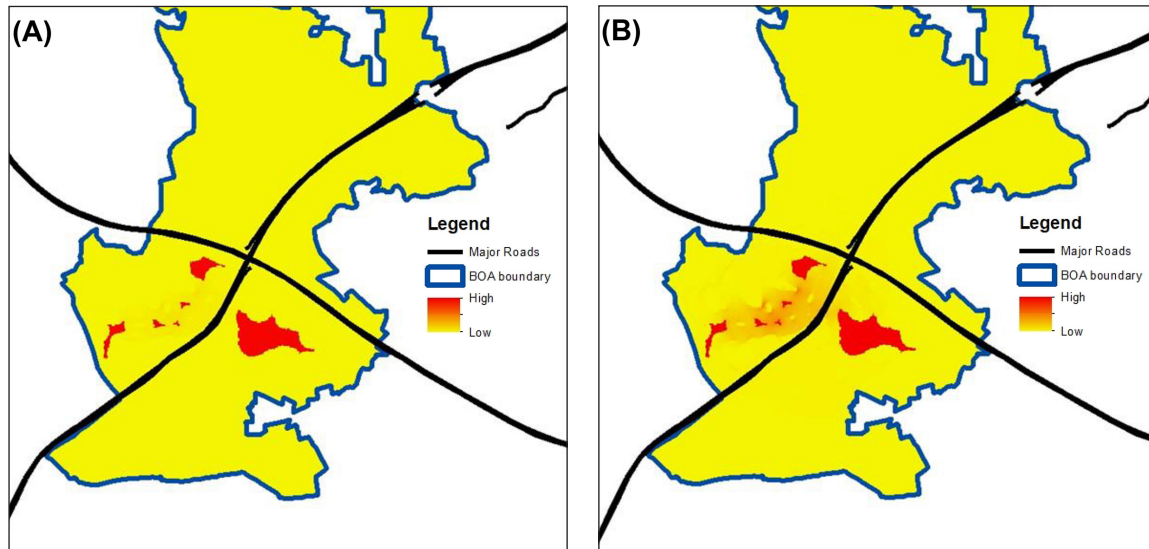 (A)
Legend
Major Roads
BOA boundary
High
Low
(B)
Legend
Major Roads
BOA boundary
High
Low